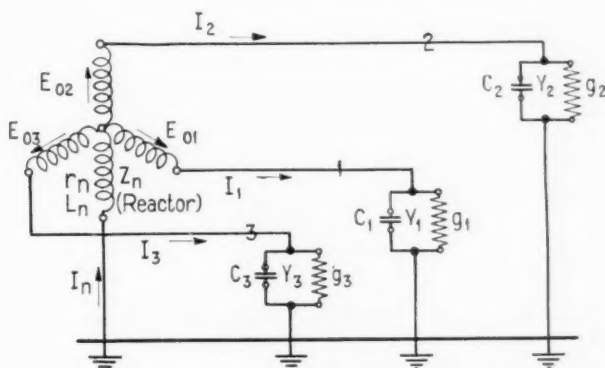 I₂
2
E₀₂
C₂ Y₂ g₂
E₀₃
E₀₁
rₙ Zₙ
Lₙ (Reactor)
I₁
1
C₁ Y₁ g₁
I₃
3
Iₙ
C₃ Y₃ g₃